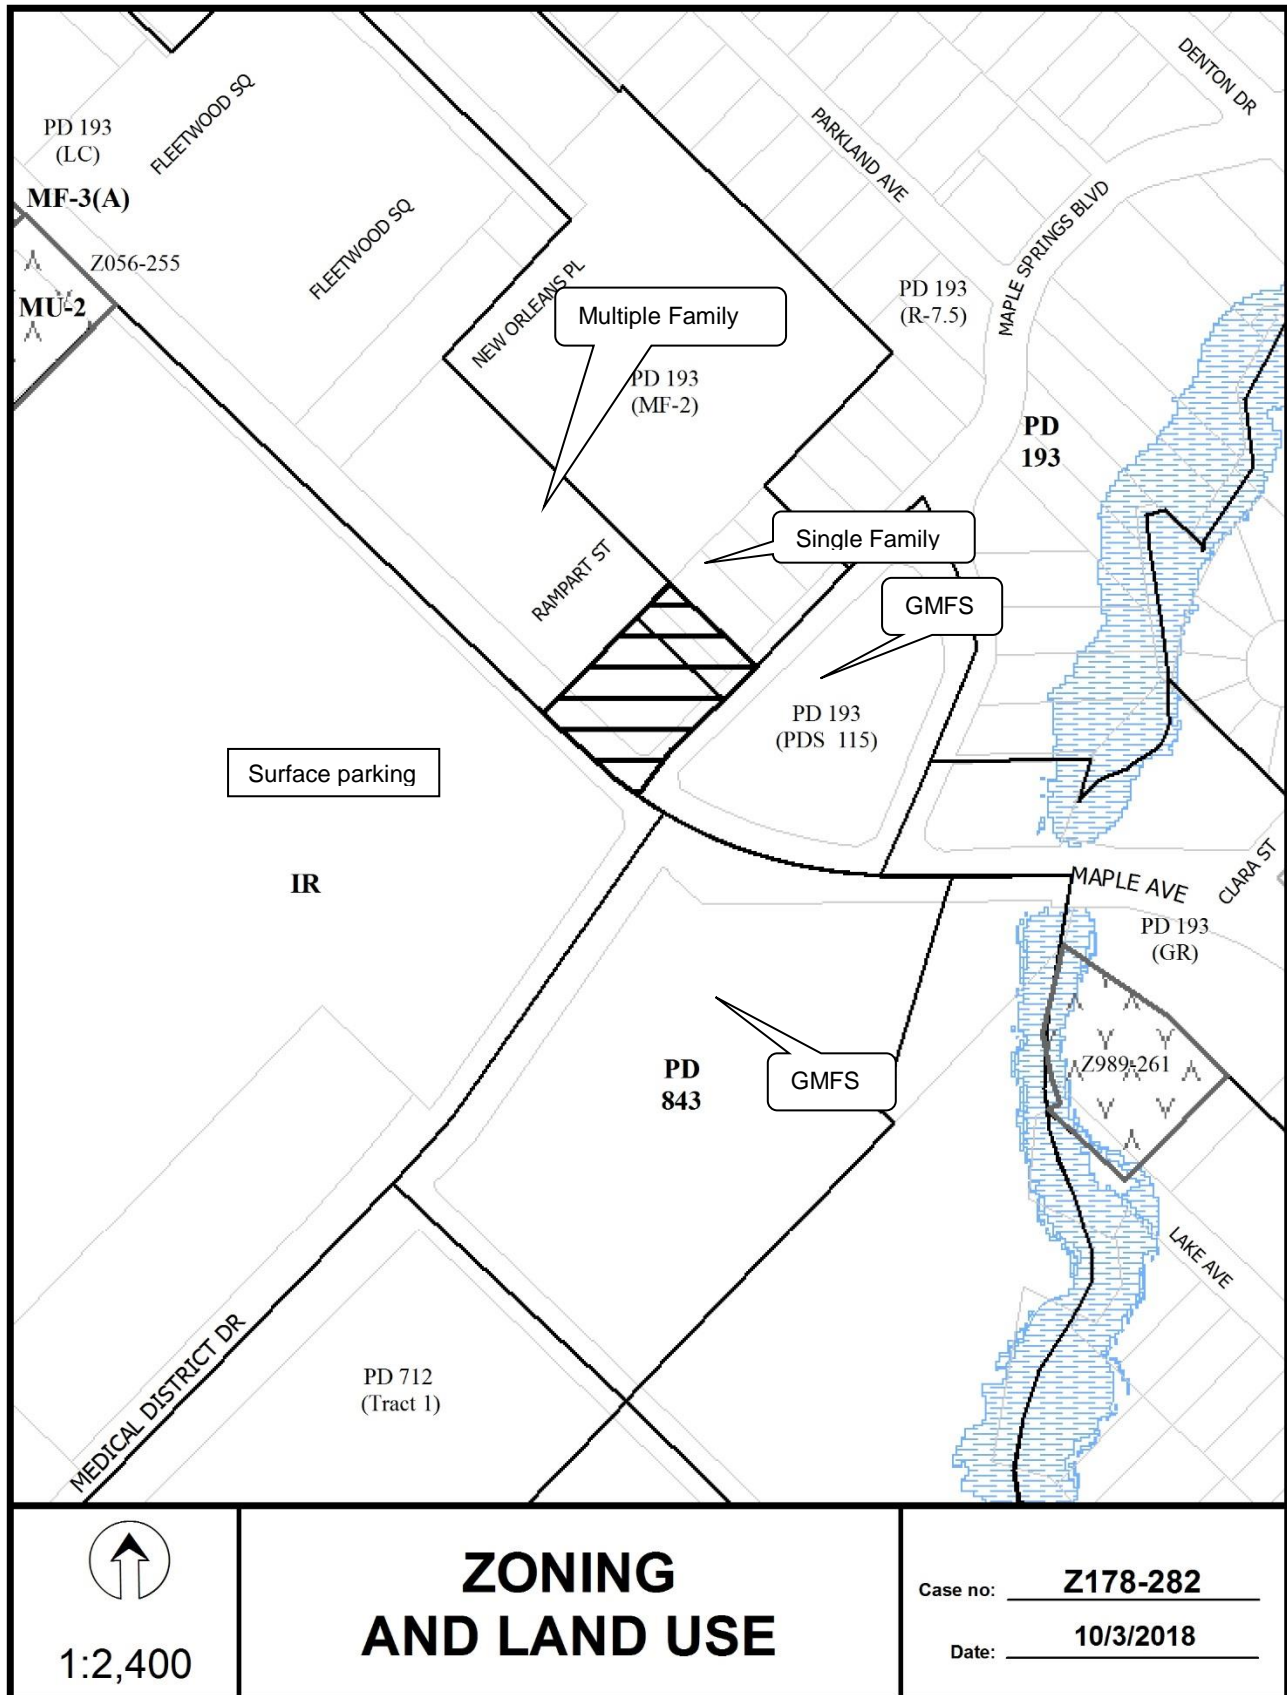 DENTON DR
PD 193
(LC)
FLEETWOOD SQ
PARKLAND AVE
MF-3(A)
FLEETWOOD SQ
MAPLE SPRINGS BLVD
Z056-255
MU-2
NEW ORLEANS PL
PD 193
(R-7.5)
Multiple Family
PD 193
(MF-2)
PD
193
Single Family
RAMPART ST
GMFS
PD 193
(PDS 115)
Surface parking
IR
MAPLE AVE
CLARA ST
PD 193
(GR)
Z989-261
PD
843
GMFS
LAKE AVE
MEDICAL DISTRICT DR
PD 712
(Tract 1)
1:2,400
ZONING
AND LAND USE
Case no: Z178-282
Date: 10/3/2018